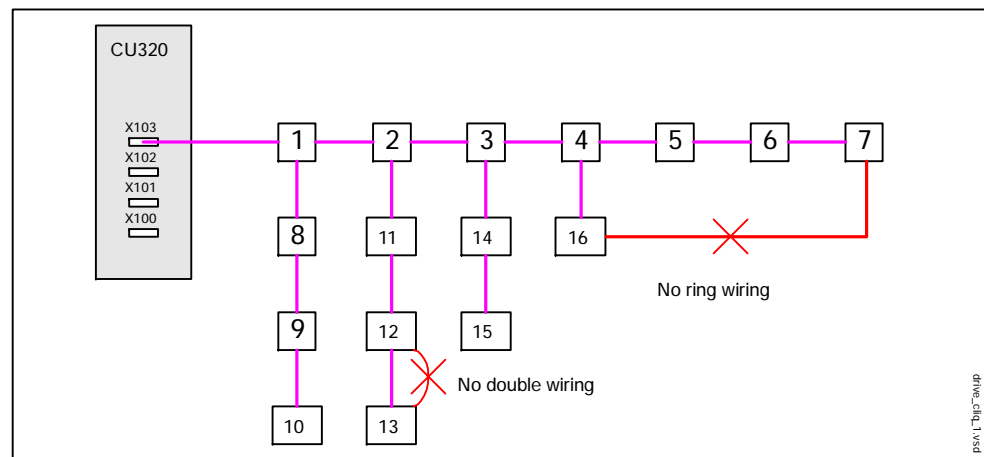 CU320
X103
X102
X101
X100
1
2
3
4
5
6
7
8
11
14
16
No ring wiring
9
12
15
No double wiring
10
13
drive_cliq_1.vsd